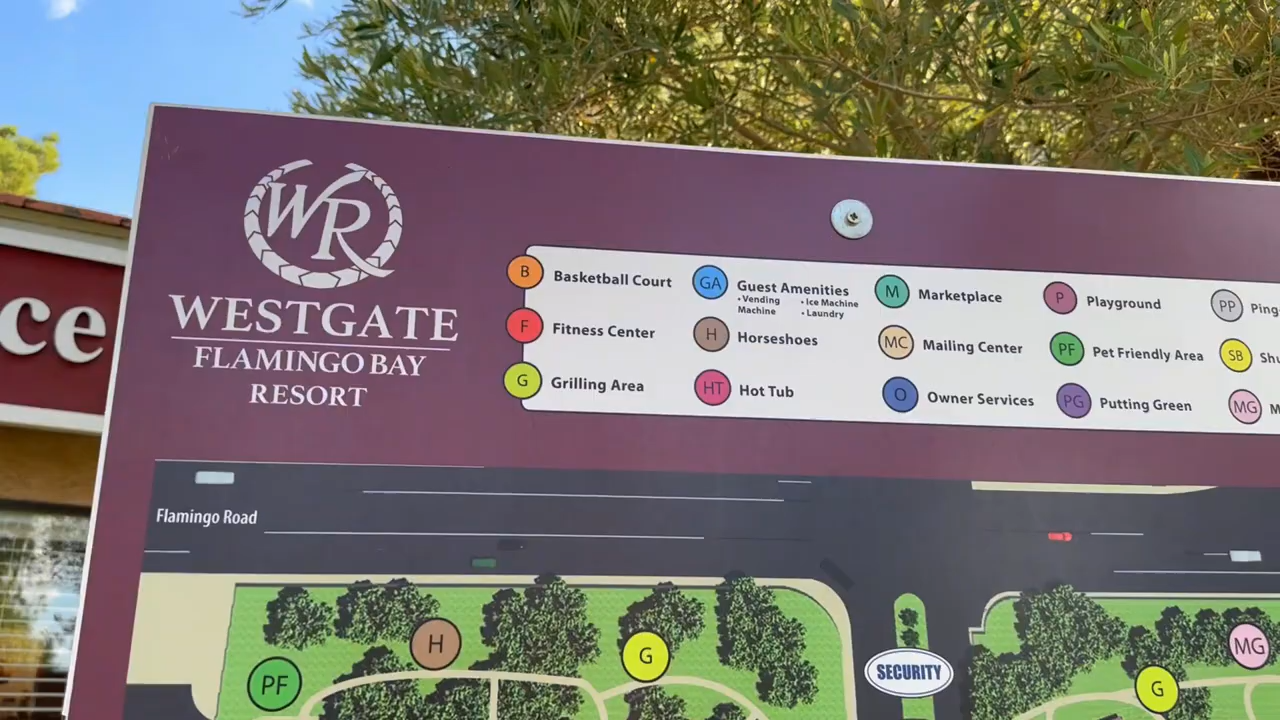 ce
WR
WESTGATE
FLAMINGO BAY
RESORT
B Basketball Court
F Fitness Center
G Grilling Area
GA Guest Amenities
• Vending Machine
• Ice Machine
• Laundry
H Horseshoes
HT Hot Tub
M Marketplace
MC Mailing Center
O Owner Services
P Playground
PF Pet Friendly Area
PG Putting Green
PP Ping
SB Shu
MG M
Flamingo Road
PF
H
G
SECURITY
G
MG